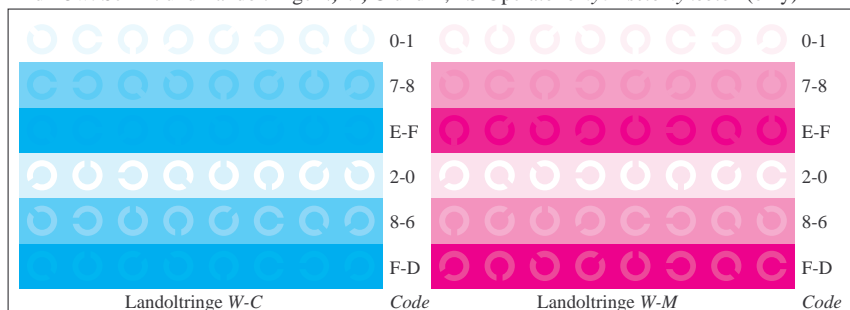 0-1 0-1
7-8 7-8
E-F E-F
2-0 2-0
8-6 8-6
F-D F-D
Landoltringe W-C Code Landoltringe W-M Code